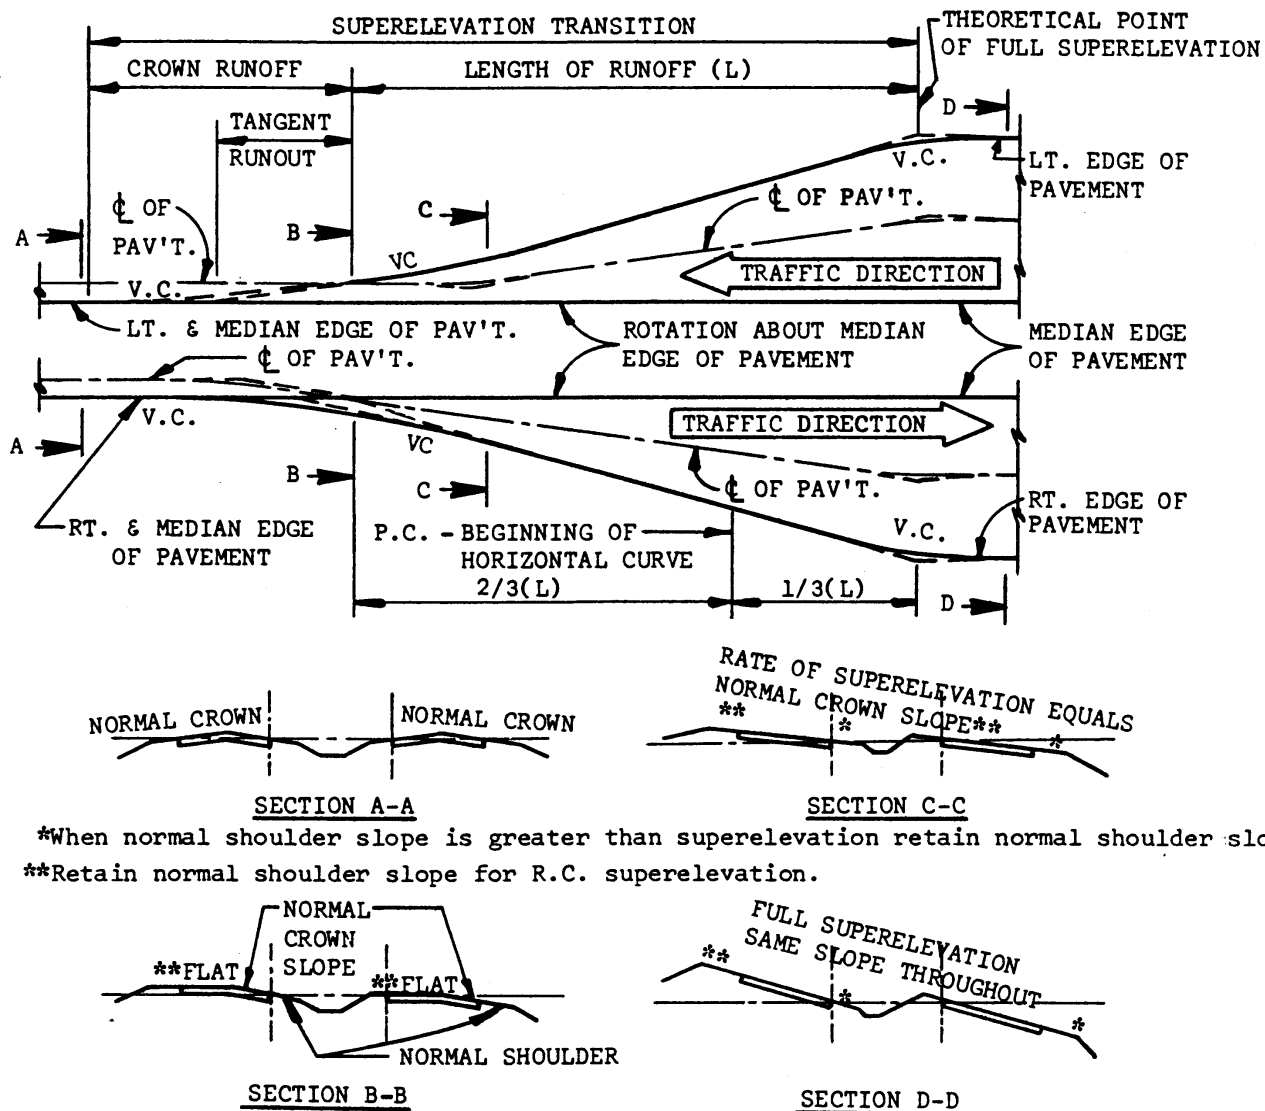 SUPERELEVATION TRANSITION
THEORETICAL POINT
OF FULL SUPERELEVATION
CROWN RUNOFF
LENGTH OF RUNOFF (L)
TANGENT
RUNOUT
D
V.C.
LT. EDGE OF
PAVEMENT
℄ OF
PAV'T.
℄ OF PAV'T.
A
B
C
VC
V.C.
TRAFFIC DIRECTION
LT. & MEDIAN EDGE OF PAV'T.
ROTATION ABOUT MEDIAN
EDGE OF PAVEMENT
MEDIAN EDGE
OF PAVEMENT
℄ OF PAV'T.
V.C.
TRAFFIC DIRECTION
A
VC
B
C
℄ OF PAV'T.
V.C.
RT. EDGE OF
PAVEMENT
RT. & MEDIAN EDGE
OF PAVEMENT
P.C. - BEGINNING OF
HORIZONTAL CURVE
2/3(L)
1/3(L)
D
NORMAL CROWN
NORMAL CROWN
SECTION A-A
RATE OF SUPERELEVATION EQUALS
NORMAL CROWN SLOPE**
**
*
*
SECTION C-C
*When normal shoulder slope is greater than superelevation retain normal shoulder slo
**Retain normal shoulder slope for R.C. superelevation.
NORMAL
CROWN
SLOPE
**FLAT
**FLAT
NORMAL SHOULDER
SECTION B-B
FULL SUPERELEVATION
SAME SLOPE THROUGHOUT
**
*
*
SECTION D-D